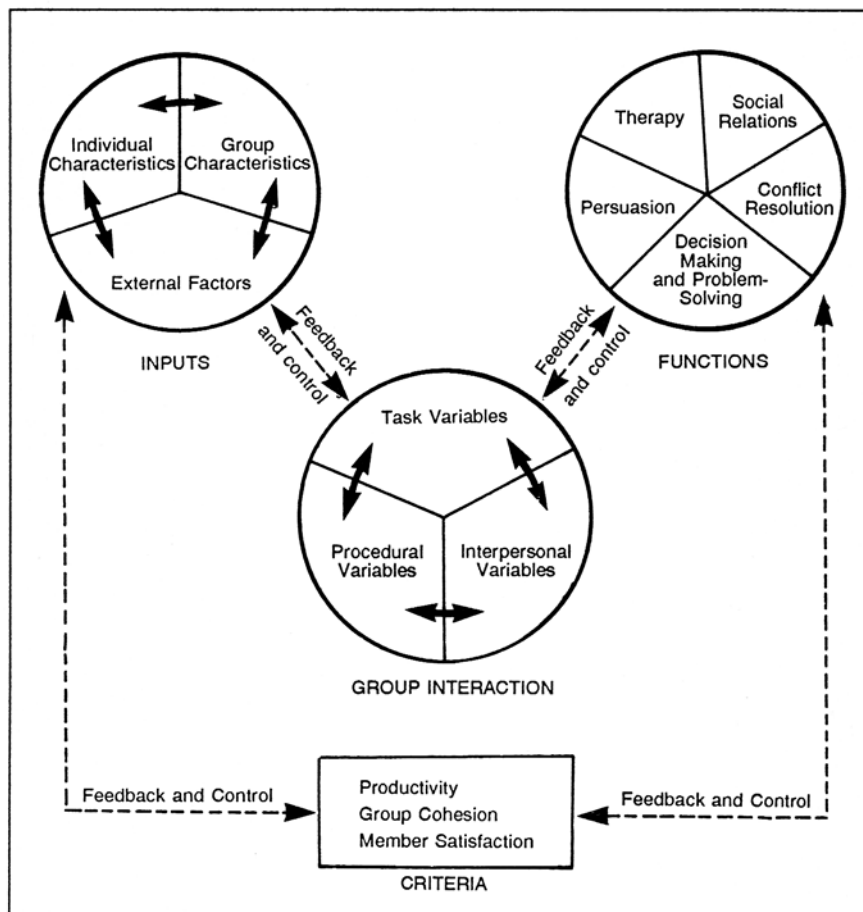 Individual
Characteristics
Group
Characteristics
External Factors
INPUTS
Therapy
Social
Relations
Persuasion
Conflict
Resolution
Decision
Making
and Problem-
Solving
FUNCTIONS
Feedback
and control
Feedback
and control
Task Variables
Procedural
Variables
Interpersonal
Variables
GROUP INTERACTION
Feedback and Control
Productivity
Group Cohesion
Member Satisfaction
CRITERIA
Feedback and Control